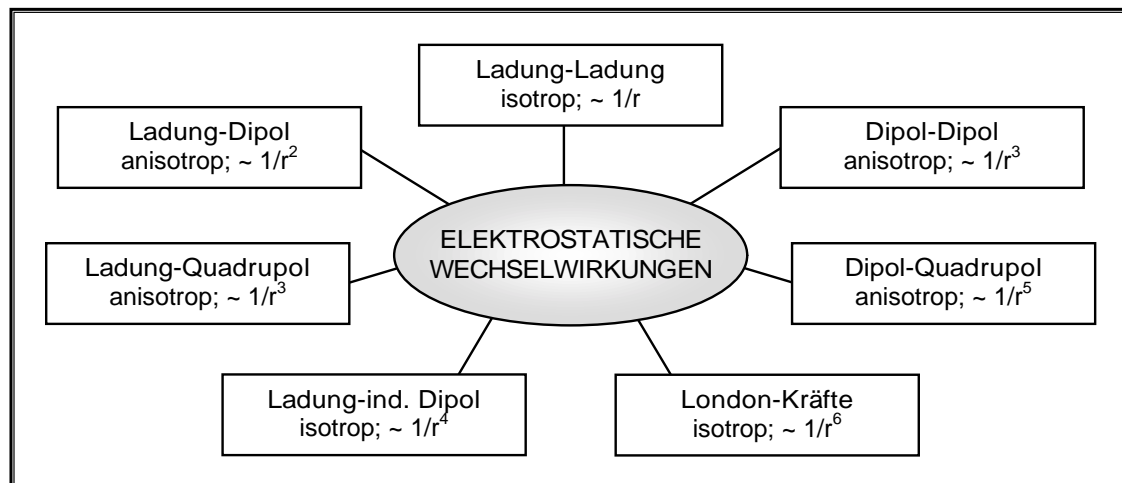 Ladung-Ladung
isotrop; ~ 1/r
Ladung-Dipol
anisotrop; ~ 1/r²
Dipol-Dipol
anisotrop; ~ 1/r³
ELEKTROSTATISCHE
WECHSELWIRKUNGEN
Ladung-Quadrupol
anisotrop; ~ 1/r³
Dipol-Quadrupol
anisotrop; ~ 1/r⁵
Ladung-ind. Dipol
isotrop; ~ 1/r⁴
London-Kräfte
isotrop; ~ 1/r⁶